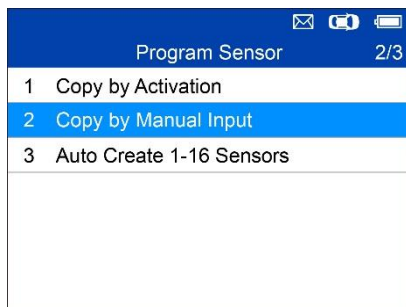 Program Sensor 2/3
1 Copy by Activation
2 Copy by Manual Input
3 Auto Create 1-16 Sensors